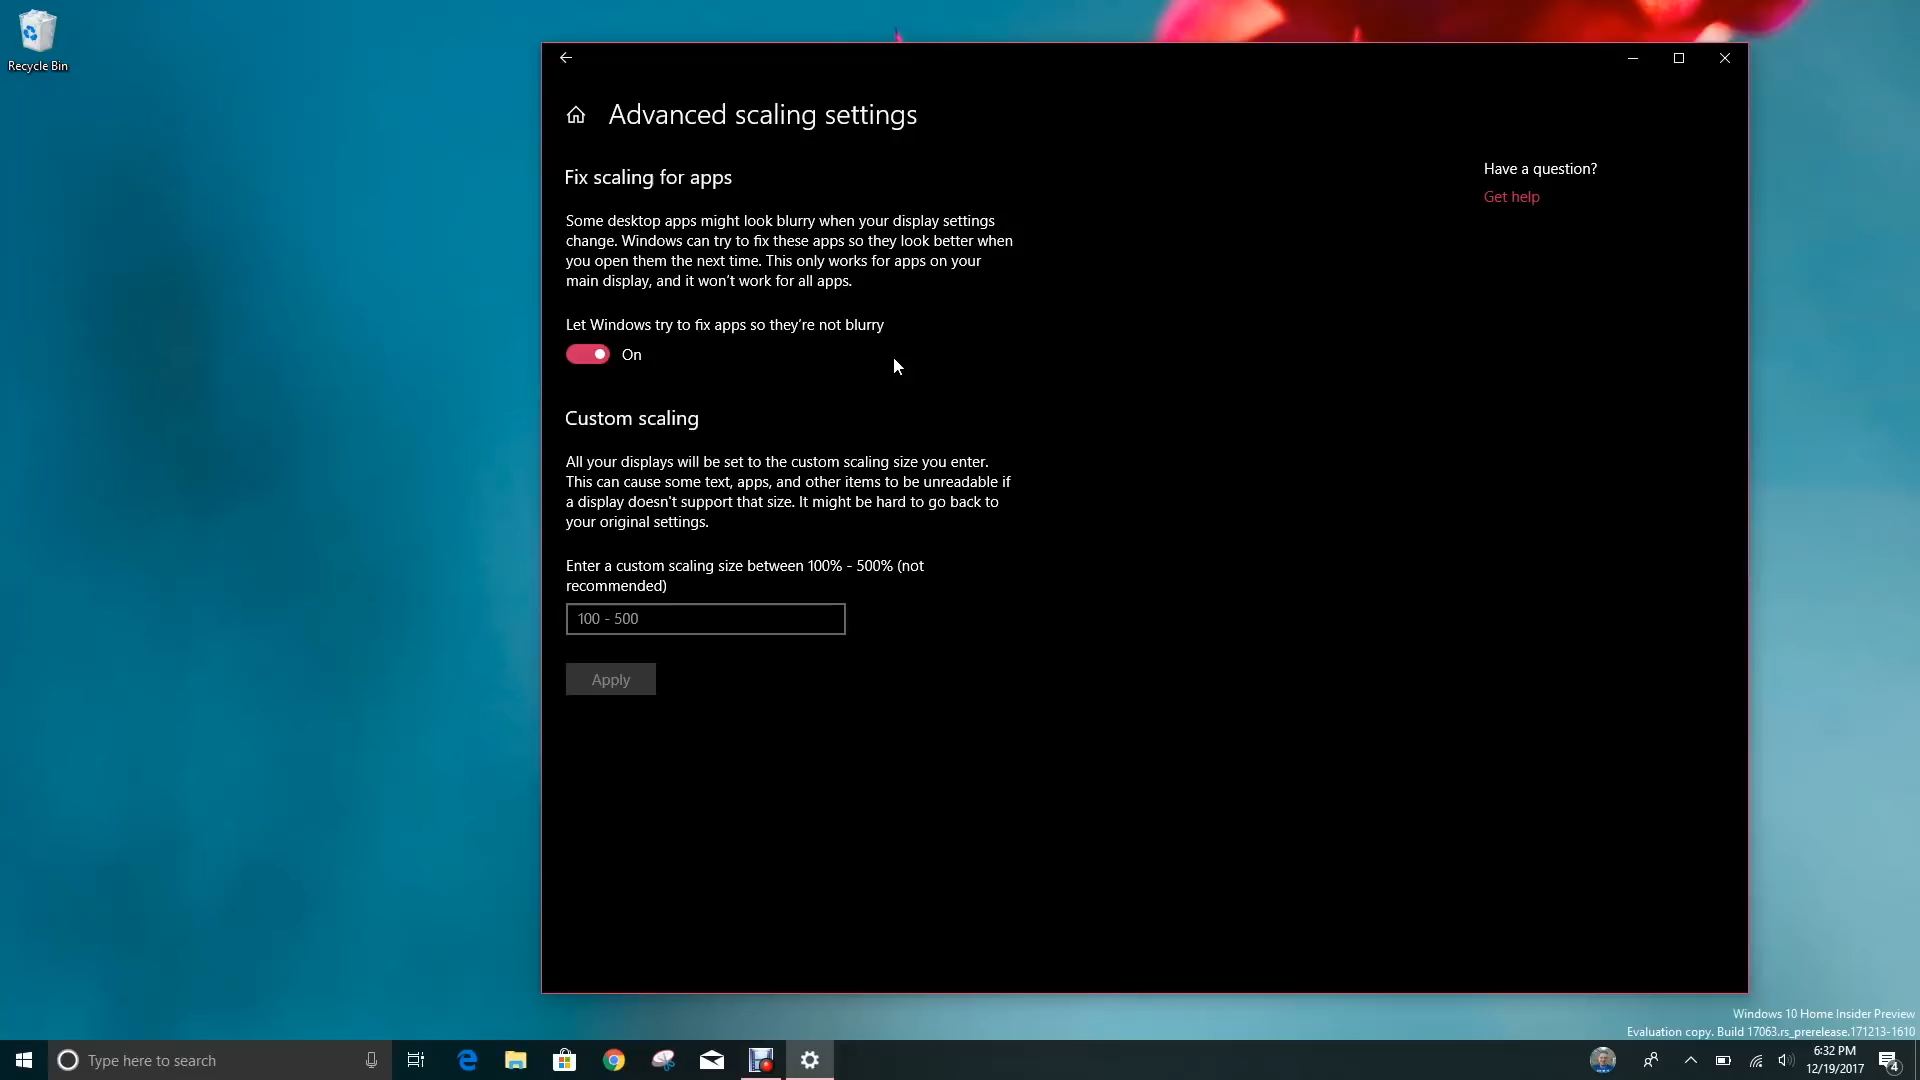 Recycle Bin
Advanced scaling settings
Fix scaling for apps
Some desktop apps might look blurry when your display settings
change. Windows can try to fix these apps so they look better when
you open them the next time. This only works for apps on your
main display, and it won't work for all apps.
Let Windows try to fix apps so they're not blurry
On
Custom scaling
All your displays will be set to the custom scaling size you enter.
This can cause some text, apps, and other items to be unreadable if
a display doesn't support that size. It might be hard to go back to
your original settings.
Enter a custom scaling size between 100% - 500% (not
recommended)
100 - 500
Apply
Have a question?
Get help
Windows 10 Home Insider Preview
Evaluation copy. Build 17063.rs_prerelease.171213-1610
Type here to search
6:32 PM
12/19/2017
4